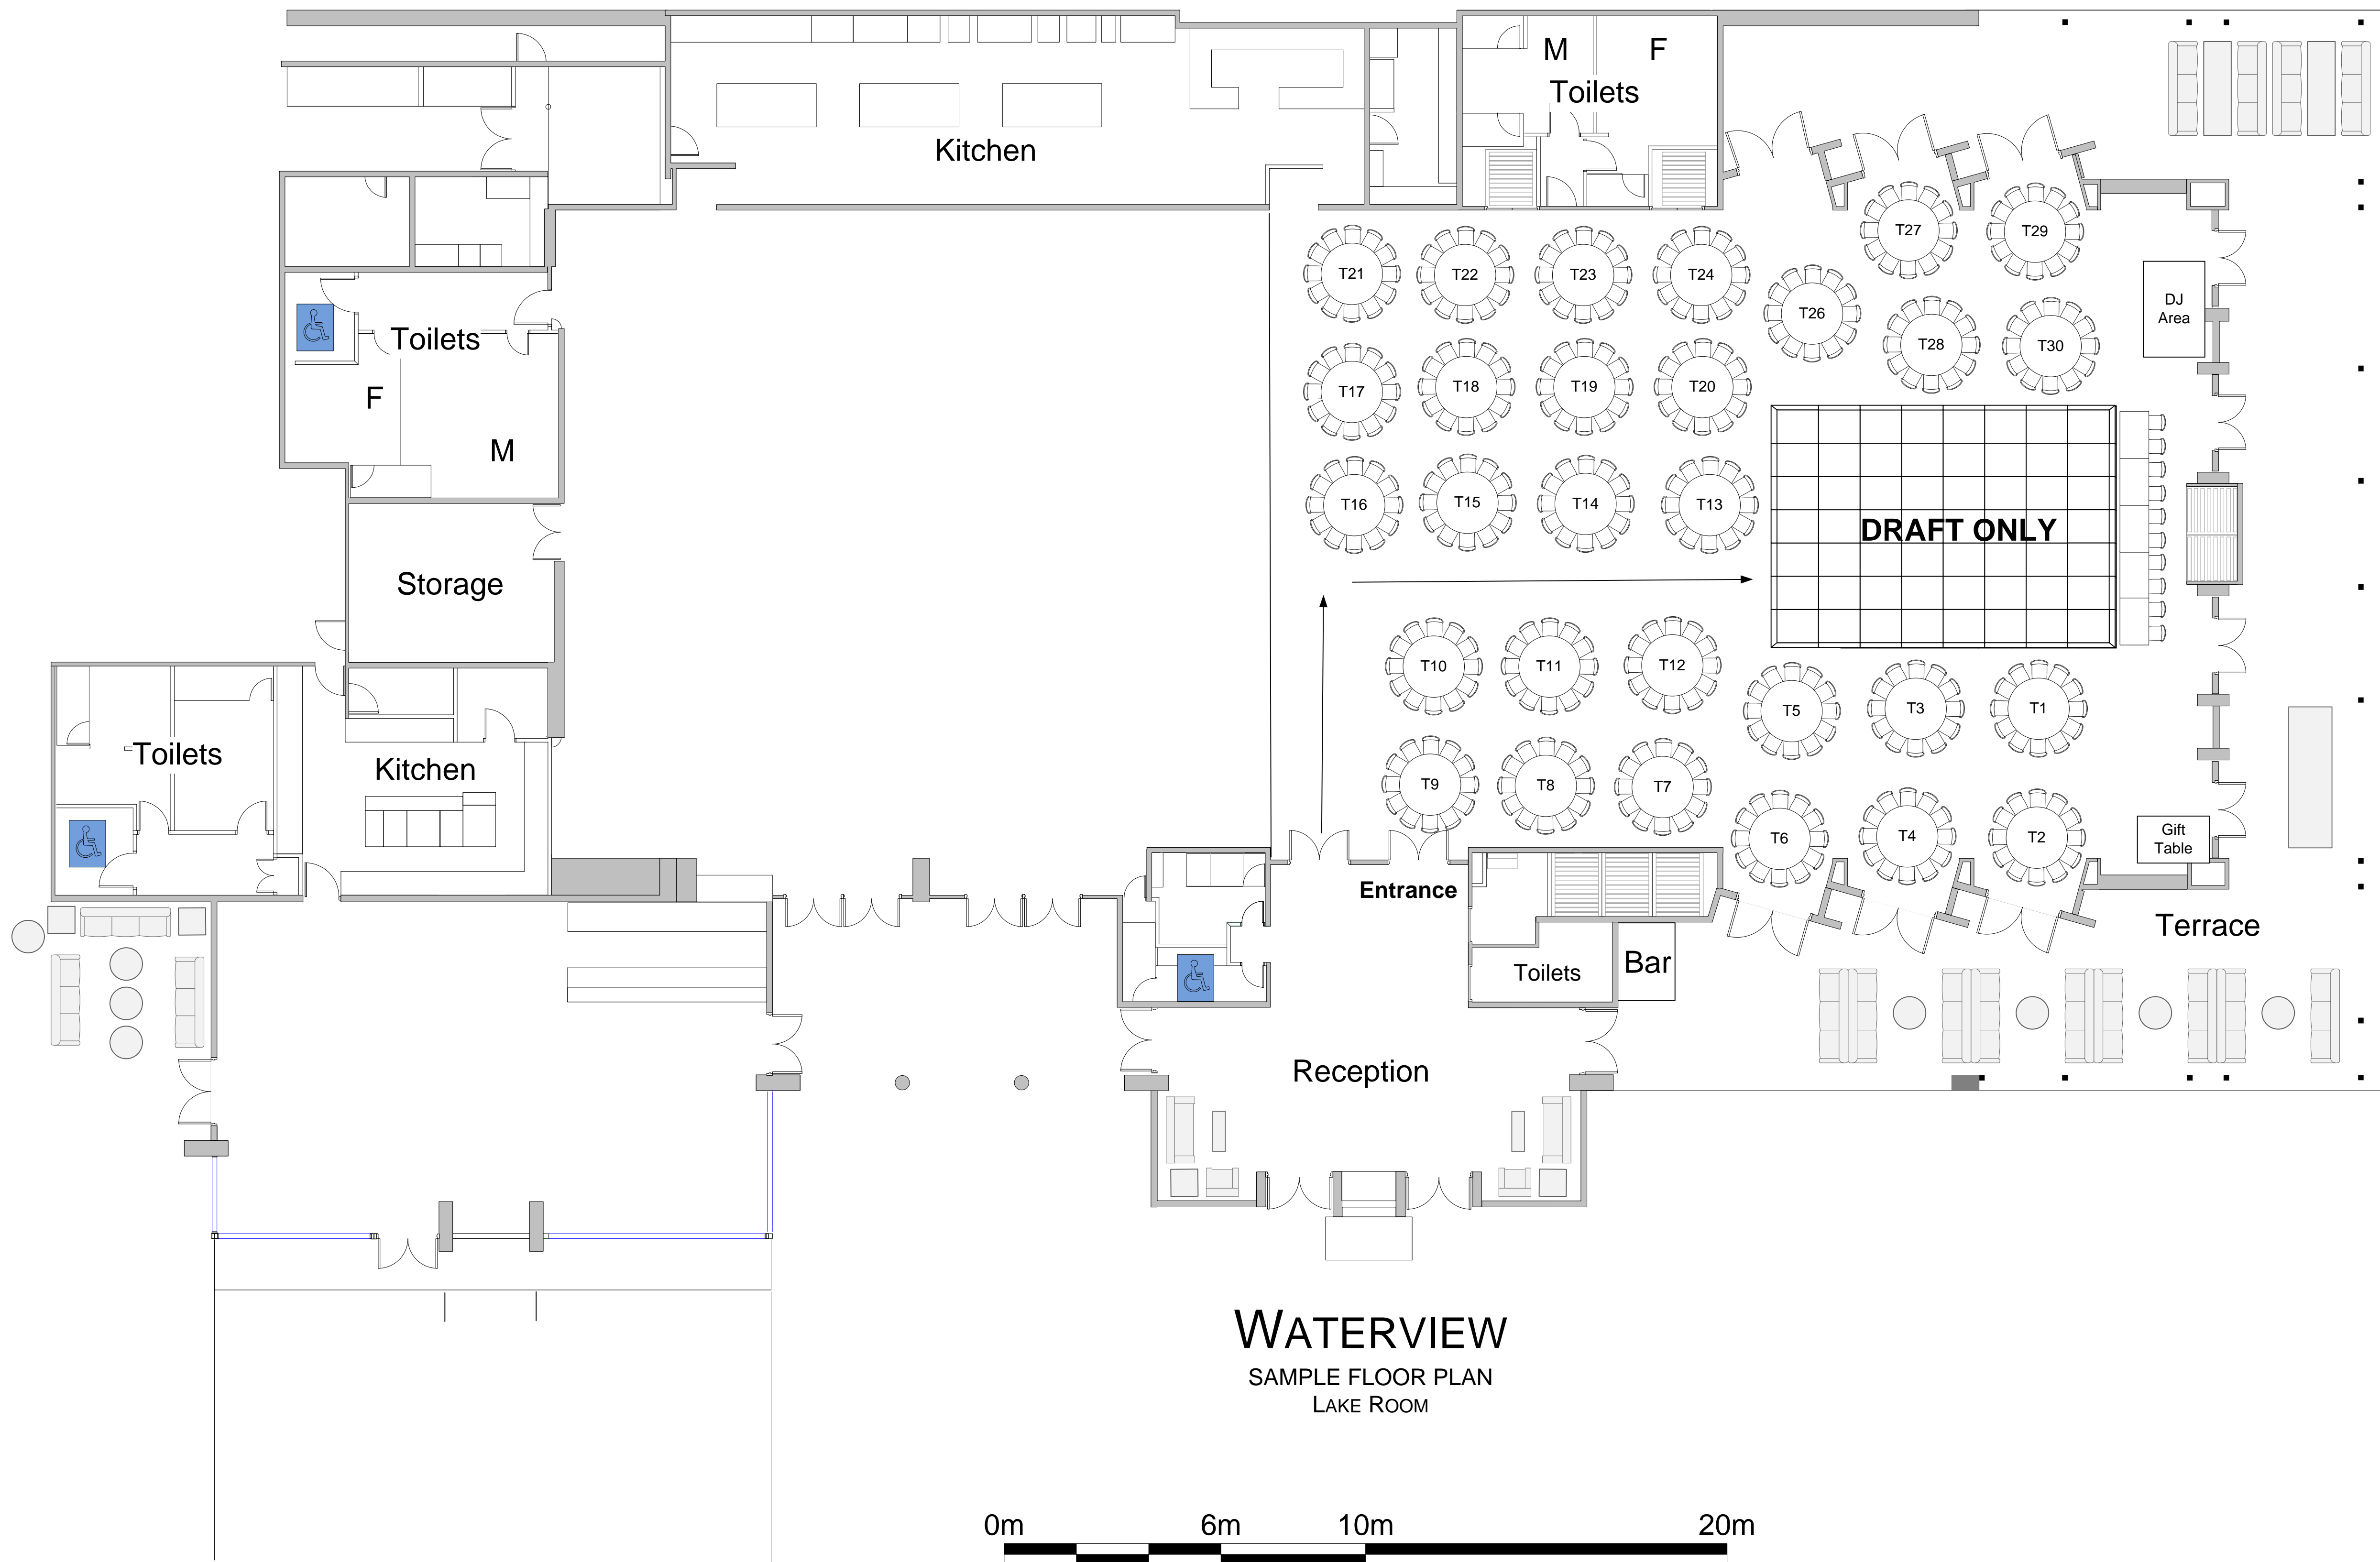 M
F
Toilets
Kitchen
T27
T29
T21
T22
T23
T24
T26
DJ
Area
Toilets
T28
T30
F
M
T17
T18
T19
T20
T16
T15
T14
T13
DRAFT ONLY
Storage
T10
T11
T12
T5
T3
T1
Toilets
Kitchen
T9
T8
T7
T6
T4
T2
Gift
Table
Entrance
Terrace
Toilets
Bar
Reception
WATERVIEW
SAMPLE FLOOR PLAN
LAKE ROOM
0m
6m
10m
20m